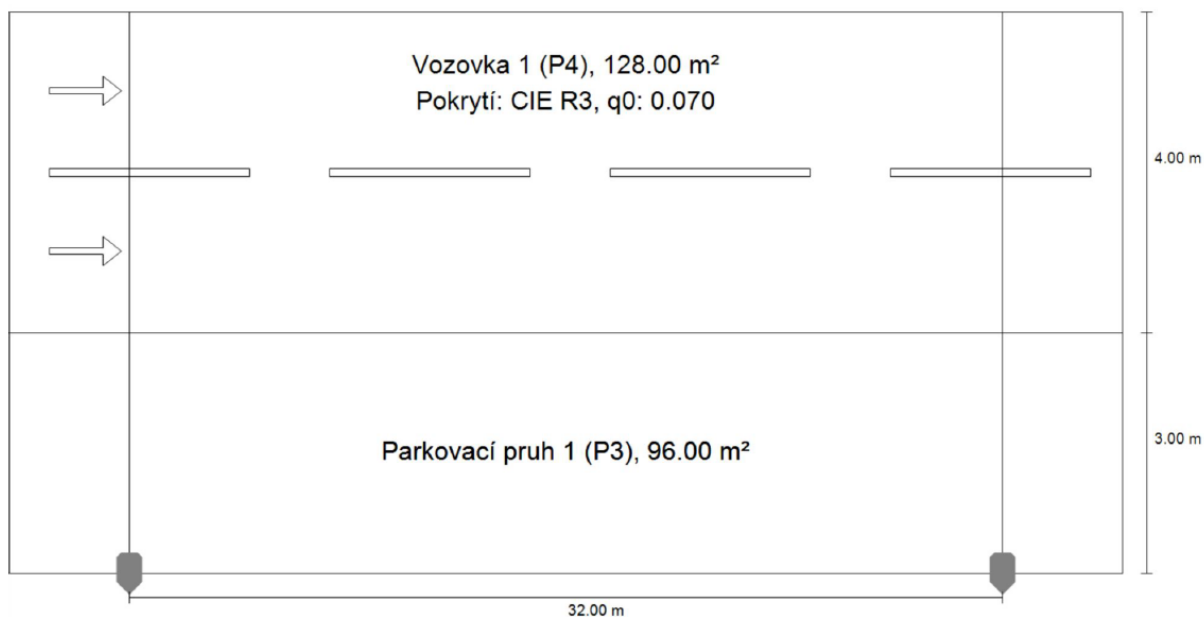 Vozovka 1 (P4), 128.00 m²
Pokrytí: CIE R3, q0: 0.070
4.00 m
Parkovací pruh 1 (P3), 96.00 m²
3.00 m
32.00 m